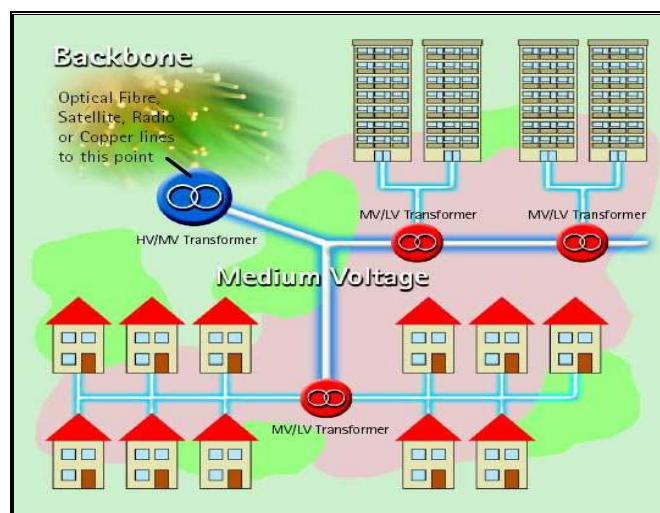 Backbone
Optical Fibre,
Satellite, Radio
or Copper lines
to this point
MV/LV Transformer
MV/LV Transformer
HV/MV Transformer
Medium Voltage
MV/LV Transformer